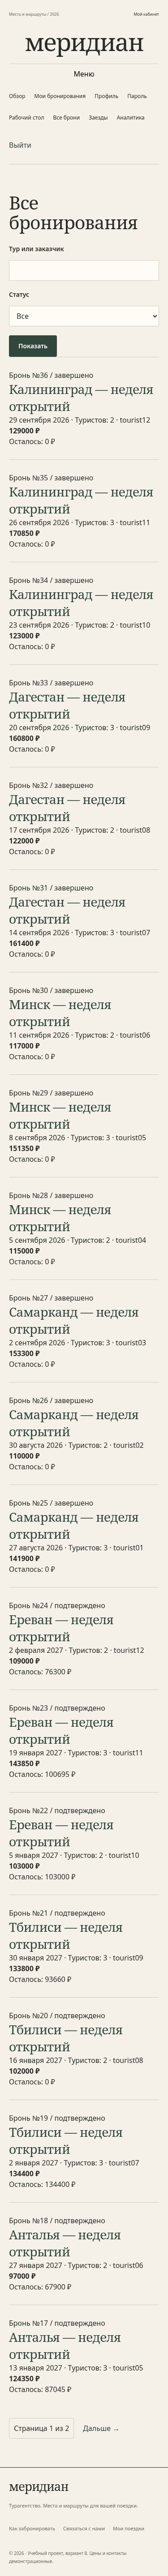 Места и маршруты / 2026 Мой кабинет
меридиан
Меню
Обзор Мои бронирования Профиль Пароль
Рабочий стол Все брони Заезды Аналитика
Выйти
Все
бронирования
Тур или заказчик
Статус
Все
Показать
Бронь №36 / завершено
Калининград — неделя
открытий
29 сентября 2026 · Туристов: 2 · tourist12
129000 ₽
Осталось: 0 ₽
Бронь №35 / завершено
Калининград — неделя
открытий
26 сентября 2026 · Туристов: 3 · tourist11
170850 ₽
Осталось: 0 ₽
Бронь №34 / завершено
Калининград — неделя
открытий
23 сентября 2026 · Туристов: 2 · tourist10
123000 ₽
Осталось: 0 ₽
Бронь №33 / завершено
Дагестан — неделя
открытий
20 сентября 2026 · Туристов: 3 · tourist09
160800 ₽
Осталось: 0 ₽
Бронь №32 / завершено
Дагестан — неделя
открытий
17 сентября 2026 · Туристов: 2 · tourist08
122000 ₽
Осталось: 0 ₽
Бронь №31 / завершено
Дагестан — неделя
открытий
14 сентября 2026 · Туристов: 3 · tourist07
161400 ₽
Осталось: 0 ₽
Бронь №30 / завершено
Минск — неделя
открытий
11 сентября 2026 · Туристов: 2 · tourist06
117000 ₽
Осталось: 0 ₽
Бронь №29 / завершено
Минск — неделя
открытий
8 сентября 2026 · Туристов: 3 · tourist05
151350 ₽
Осталось: 0 ₽
Бронь №28 / завершено
Минск — неделя
открытий
5 сентября 2026 · Туристов: 2 · tourist04
115000 ₽
Осталось: 0 ₽
Бронь №27 / завершено
Самарканд — неделя
открытий
2 сентября 2026 · Туристов: 3 · tourist03
153300 ₽
Осталось: 0 ₽
Бронь №26 / завершено
Самарканд — неделя
открытий
30 августа 2026 · Туристов: 2 · tourist02
110000 ₽
Осталось: 0 ₽
Бронь №25 / завершено
Самарканд — неделя
открытий
27 августа 2026 · Туристов: 3 · tourist01
141900 ₽
Осталось: 0 ₽
Бронь №24 / подтверждено
Ереван — неделя
открытий
2 февраля 2027 · Туристов: 2 · tourist12
109000 ₽
Осталось: 76300 ₽
Бронь №23 / подтверждено
Ереван — неделя
открытий
19 января 2027 · Туристов: 3 · tourist11
143850 ₽
Осталось: 100695 ₽
Бронь №22 / подтверждено
Ереван — неделя
открытий
5 января 2027 · Туристов: 2 · tourist10
103000 ₽
Осталось: 103000 ₽
Бронь №21 / подтверждено
Тбилиси — неделя
открытий
30 января 2027 · Туристов: 3 · tourist09
133800 ₽
Осталось: 93660 ₽
Бронь №20 / подтверждено
Тбилиси — неделя
открытий
16 января 2027 · Туристов: 2 · tourist08
102000 ₽
Осталось: 0 ₽
Бронь №19 / подтверждено
Тбилиси — неделя
открытий
2 января 2027 · Туристов: 3 · tourist07
134400 ₽
Осталось: 134400 ₽
Бронь №18 / подтверждено
Анталья — неделя
открытий
27 января 2027 · Туристов: 2 · tourist06
97000 ₽
Осталось: 67900 ₽
Бронь №17 / подтверждено
Анталья — неделя
открытий
13 января 2027 · Туристов: 3 · tourist05
124350 ₽
Осталось: 87045 ₽
Страница 1 из 2 Дальше →
меридиан
Турагентство. Места и маршруты для вашей поездки.
Как забронировать Связаться с нами Мои поездки
© 2026 · Учебный проект, вариант 8. Цены и контакты
демонстрационные.